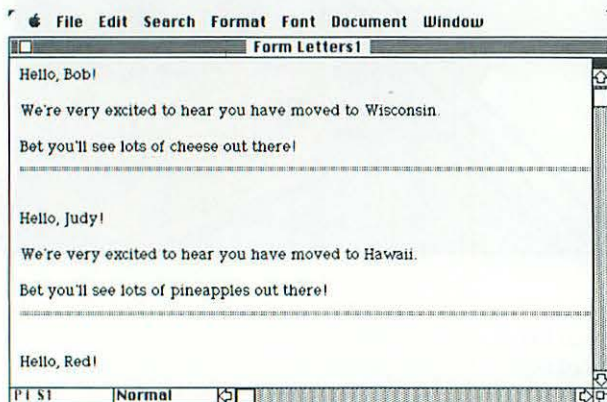 File Edit Search Format Font Document Window
Form Letters1
Hello, Bob!
We're very excited to hear you have moved to Wisconsin.
Bet you'll see lots of cheese out there!
Hello, Judy!
We're very excited to hear you have moved to Hawaii.
Bet you'll see lots of pineapples out there!
Hello, Red!
P1 S1 Normal